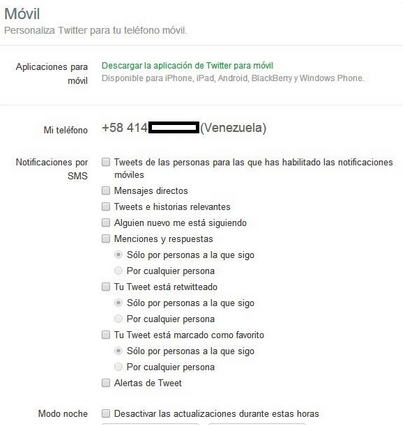 Móvil
Personaliza Twitter para tu teléfono móvil.
Aplicaciones para móvil
Descargar la aplicación de Twitter para móvil
Disponible para iPhone, iPad, Android, BlackBerry y Windows Phone.
Mi teléfono
+58 414 (Venezuela)
Notificaciones por SMS
Tweets de las personas para las que has habilitado las notificaciones
móviles
Mensajes directos
Tweets e historias relevantes
Alguien nuevo me está siguiendo
Menciones y respuestas
Sólo por personas a la que sigo
Por cualquier persona
Tu Tweet está retwitteado
Sólo por personas a la que sigo
Por cualquier persona
Tu Tweet está marcado como favorito
Sólo por personas a la que sigo
Por cualquier persona
Alertas de Tweet
Modo noche
Desactivar las actualizaciones durante estas horas